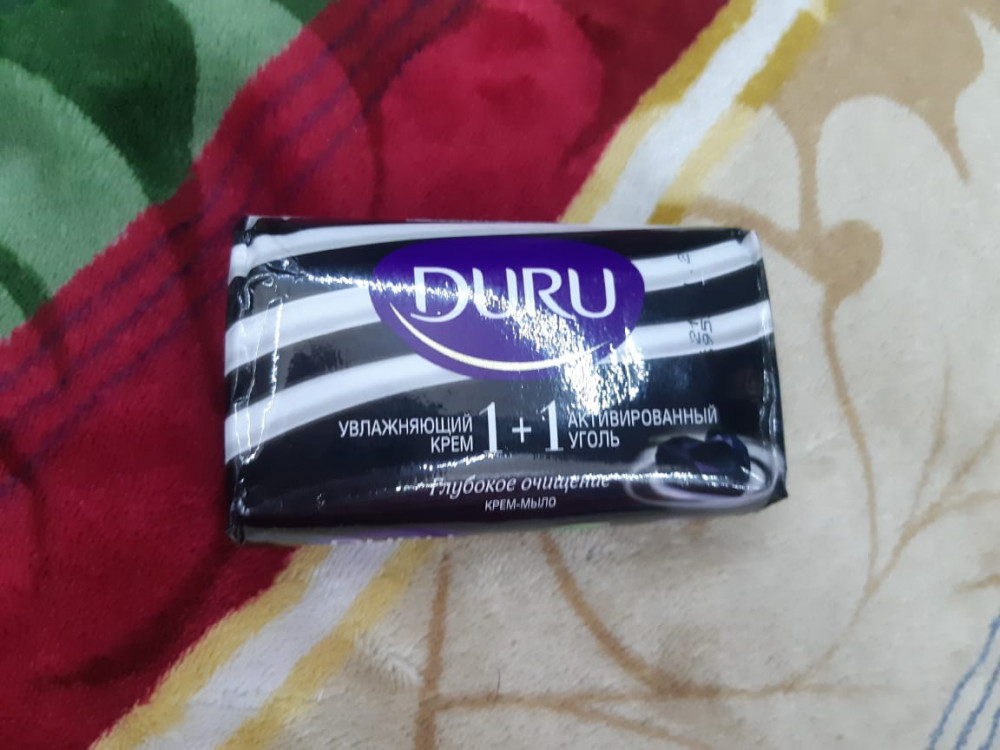 DURU
УВЛАЖНЯЮЩИЙ
КРЕМ
1+1
АКТИВИРОВАННЫЙ
УГОЛЬ
Глубокое очищение
КРЕМ-МЫЛО